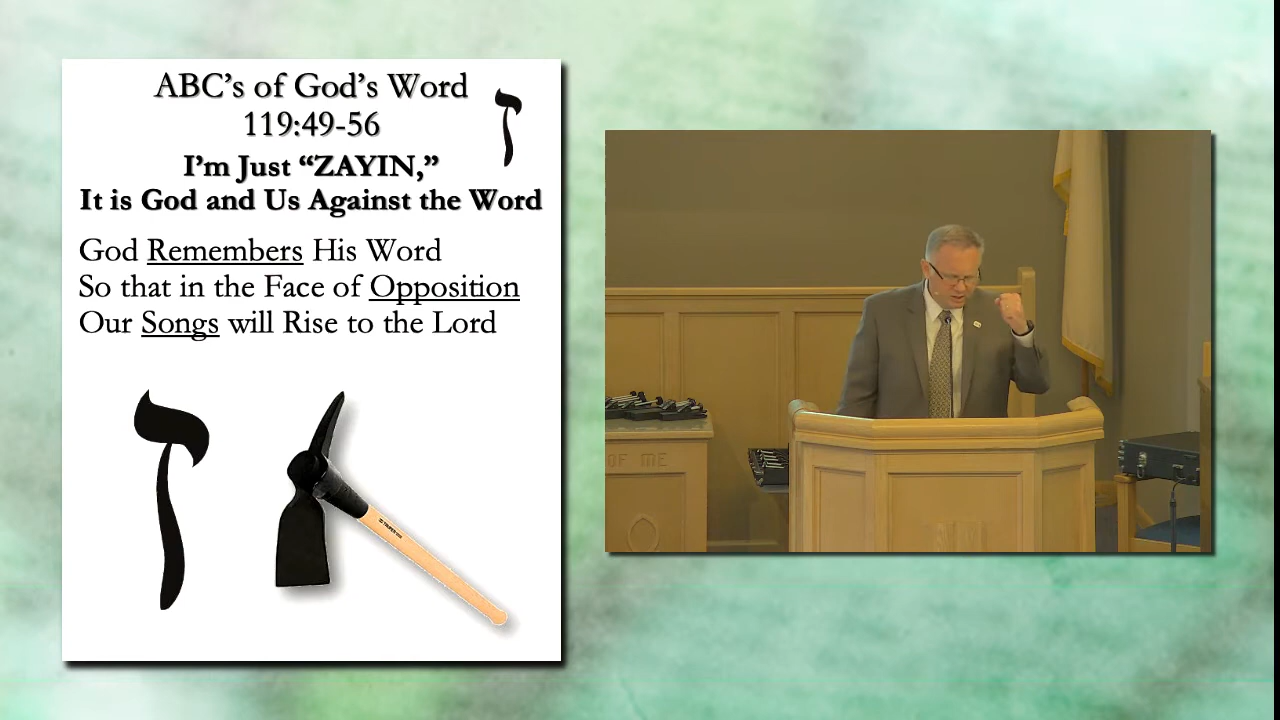 ABC’s of God’s Word
119:49-56
ז
I’m Just “ZAYIN,”
It is God and Us Against the Word
God Remembers His Word
So that in the Face of Opposition
Our Songs will Rise to the Lord
ז
OF ME